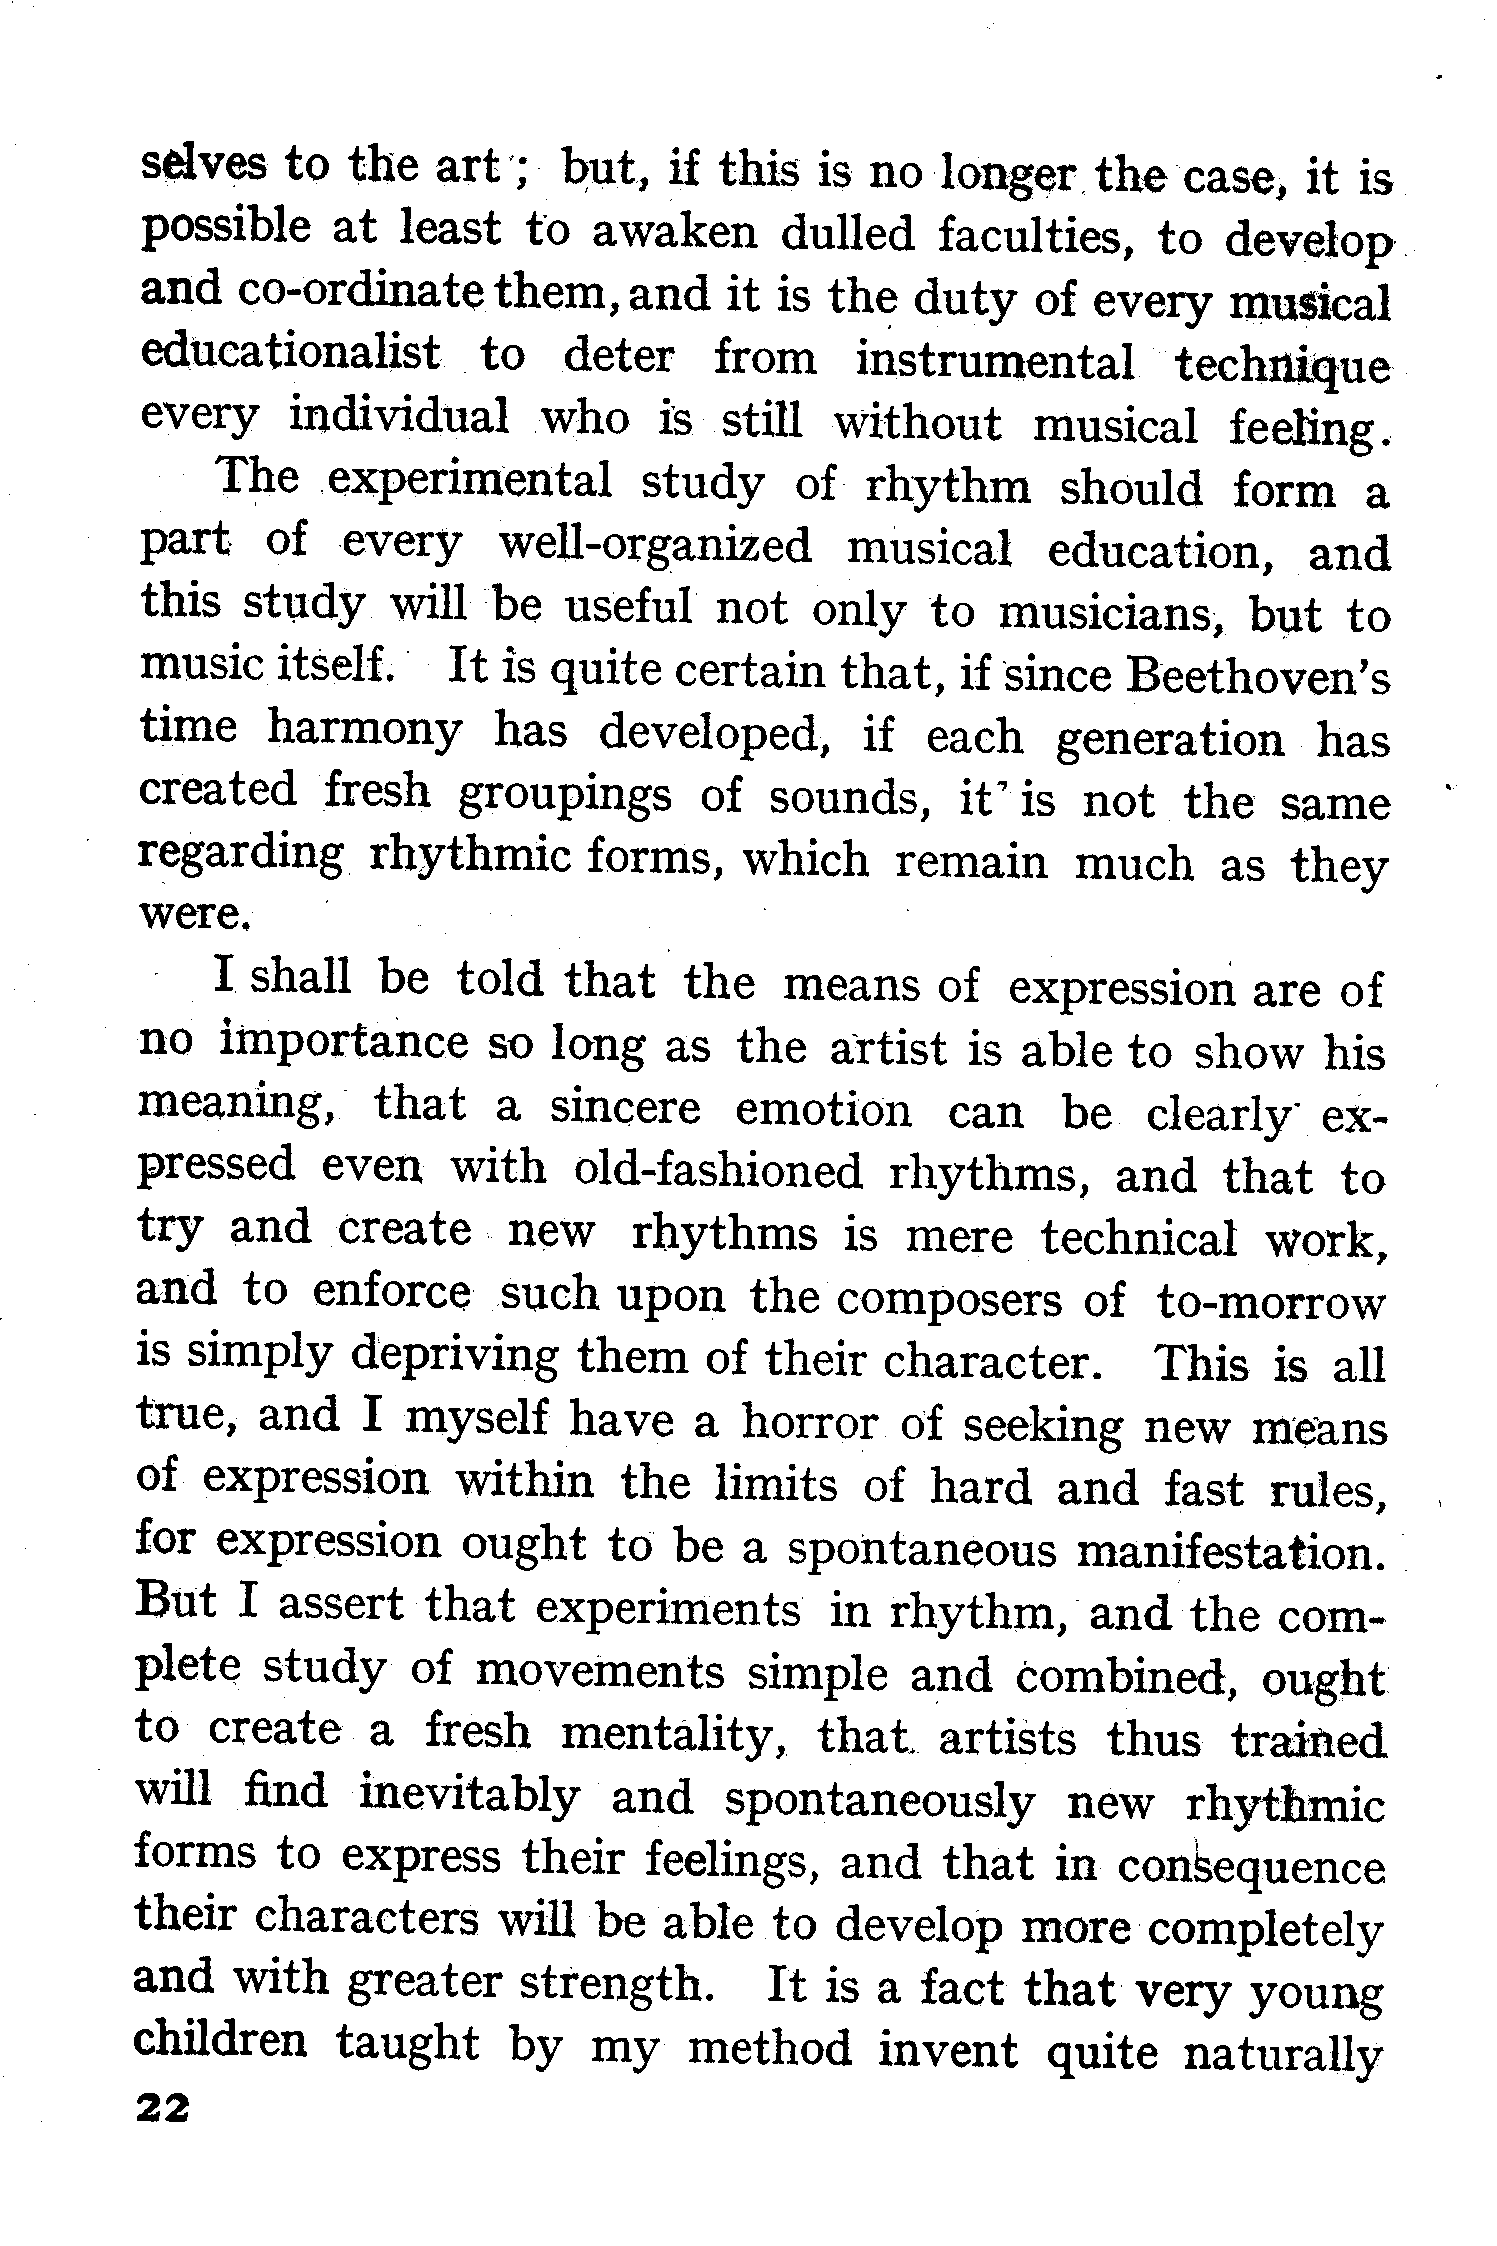 selves to the art; but, if this is no longer the case, it is
possible at least to awaken dulled faculties, to develop
and co-ordinate them, and it is the duty of every musical
educationalist to deter from instrumental technique
every individual who is still without musical feeling.
The experimental study of rhythm should form a
part of every well-organized musical education, and
this study will be useful not only to musicians, but to
music itself. It is quite certain that, if since Beethoven's
time harmony has developed, if each generation has
created fresh groupings of sounds, it is not the same
regarding rhythmic forms, which remain much as they
were.
I shall be told that the means of expression are of
no importance so long as the artist is able to show his
meaning, that a sincere emotion can be clearly ex-
pressed even with old-fashioned rhythms, and that to
try and create new rhythms is mere technical work,
and to enforce such upon the composers of to-morrow
is simply depriving them of their character. This is all
true, and I myself have a horror of seeking new means
of expression within the limits of hard and fast rules,
for expression ought to be a spontaneous manifestation.
But I assert that experiments in rhythm, and the com-
plete study of movements simple and combined, ought
to create a fresh mentality, that artists thus trained
will find inevitably and spontaneously new rhythmic
forms to express their feelings, and that in consequence
their characters will be able to develop more completely
and with greater strength. It is a fact that very young
children taught by my method invent quite naturally
22